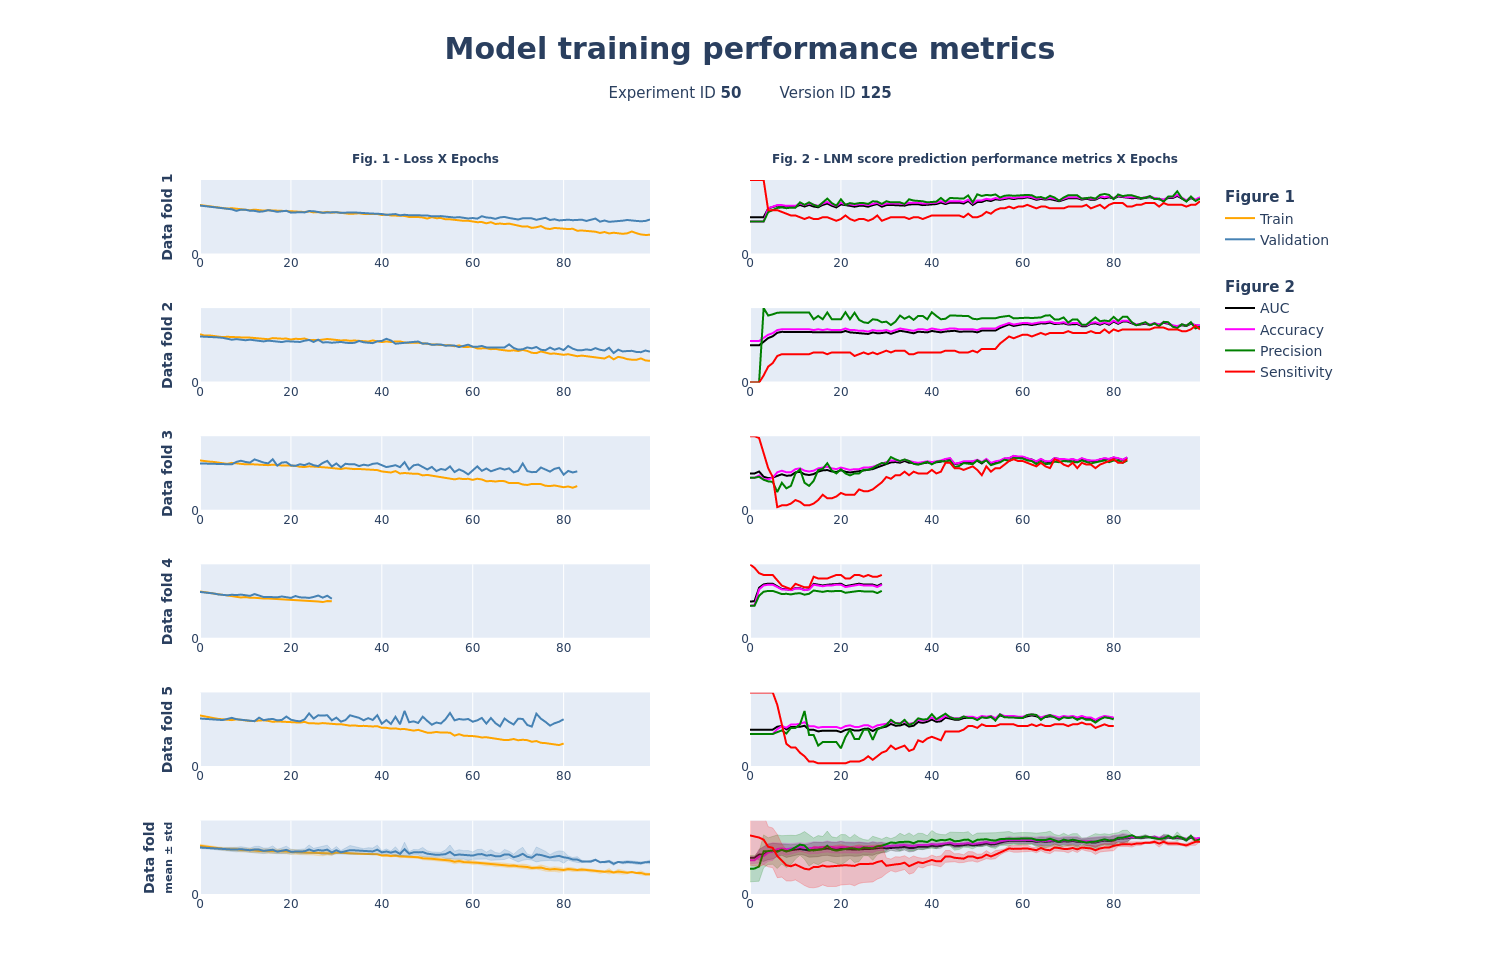 Model training performance metrics
Experiment ID 50 Version ID 125
Fig. 1 - Loss X Epochs
Fig. 2 - LNM score prediction performance metrics X Epochs
Data fold 1
0
0 20 40 60 80
0
0 20 40 60 80
Figure 1
Train
Validation
Figure 2
AUC
Accuracy
Precision
Sensitivity
Data fold 2
0
0 20 40 60 80
0
0 20 40 60 80
Data fold 3
0
0 20 40 60 80
0
0 20 40 60 80
Data fold 4
0
0 20 40 60 80
0
0 20 40 60 80
Data fold 5
0
0 20 40 60 80
0
0 20 40 60 80
Data fold
mean ± std
0
0 20 40 60 80
0
0 20 40 60 80